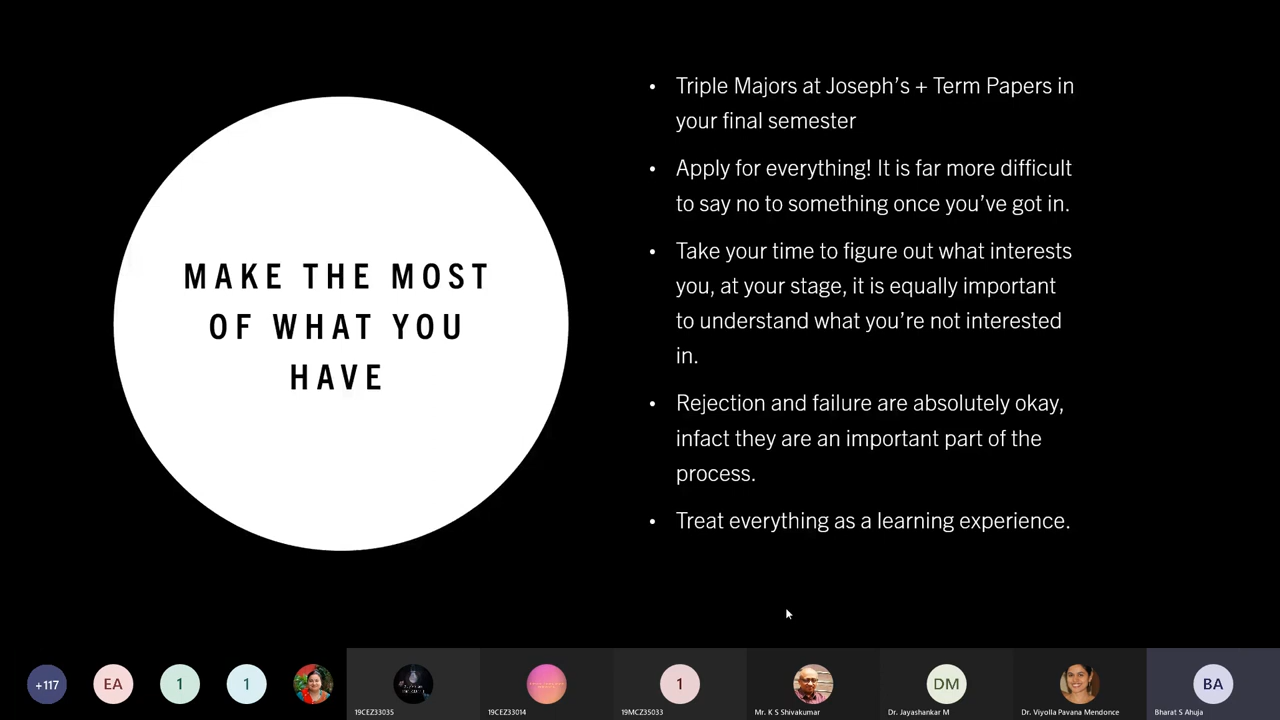 MAKE THE MOST
OF WHAT YOU
HAVE
• Triple Majors at Joseph's + Term Papers in
your final semester
• Apply for everything! It is far more difficult
to say no to something once you've got in.
• Take your time to figure out what interests
you, at your stage, it is equally important
to understand what you're not interested
in.
• Rejection and failure are absolutely okay,
infact they are an important part of the
process.
• Treat everything as a learning experience.
+117
EA
1
1
1
DM
BA
19CEZ33035
19CEZ33014
19MCZ35033
Mr. K S Shivakumar
Dr. Jayashankar M
Dr. Viyolla Pavana Mendonce
Bharat S Ahuja